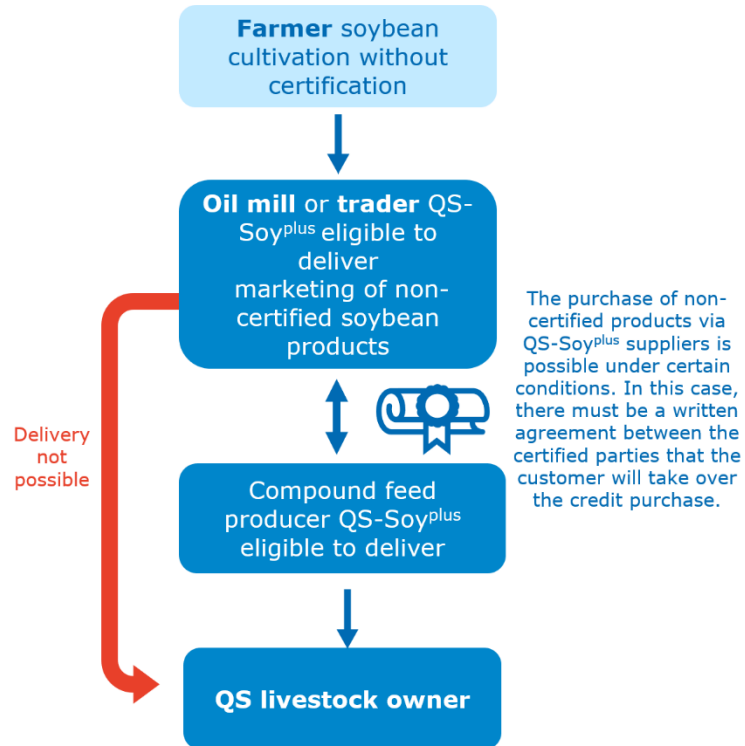 Farmer soybean
cultivation without
certification
Oil mill or trader QS-
Soyplus eligible to
deliver
marketing of non-
certified soybean
products
The purchase of non-
certified products via
QS-Soyplus suppliers is
possible under certain
conditions. In this case,
there must be a written
agreement between the
certified parties that the
customer will take over
the credit purchase.
Delivery
not
possible
Compound feed
producer QS-Soyplus
eligible to deliver
QS livestock owner